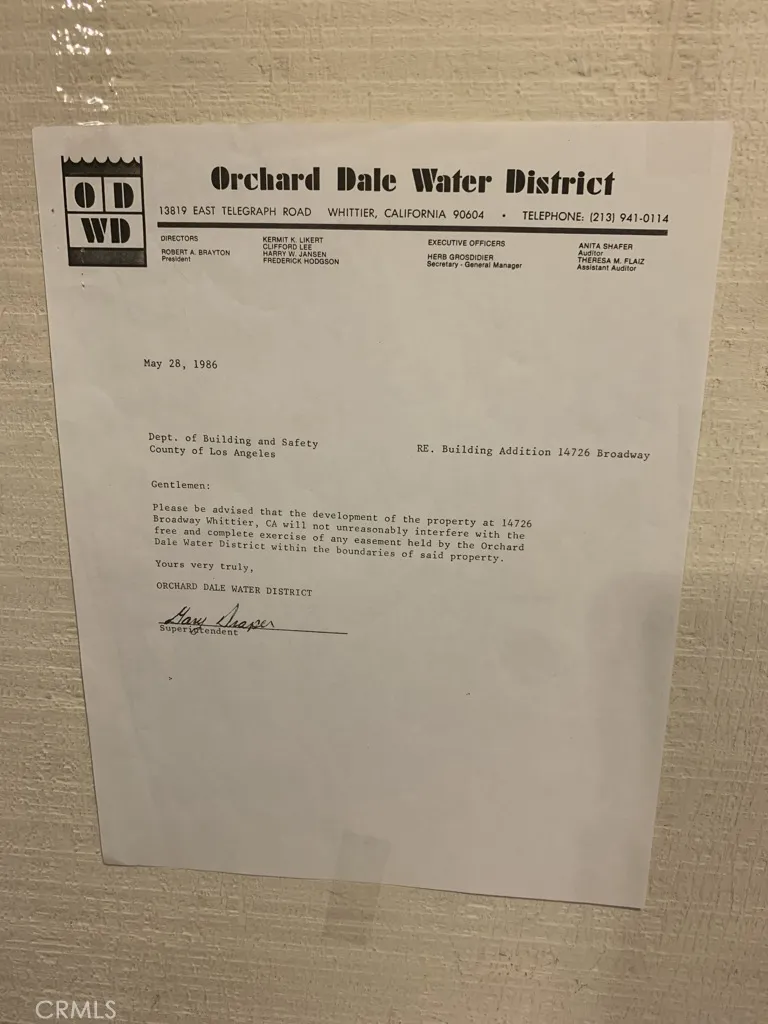 O D
WD
Orchard Dale Water District
13819 EAST TELEGRAPH ROAD WHITTIER, CALIFORNIA 90604 • TELEPHONE: (213) 941-0114
DIRECTORS
ROBERT A. BRAYTON
President
KERMIT K. LIKERT
CLIFFORD LEE
HARRY W. JANSEN
FREDERICK HODGSON
EXECUTIVE OFFICERS
HERB GROSDIDIER
Secretary - General Manager
ANITA SHAFER
Auditor
THERESA M. FLAIZ
Assistant Auditor
May 28, 1986
Dept. of Building and Safety
County of Los Angeles
RE. Building Addition 14726 Broadway
Gentlemen:
Please be advised that the development of the property at 14726
Broadway Whittier, CA will not unreasonably interfere with the
free and complete exercise of any easement held by the Orchard
Dale Water District within the boundaries of said property.
Yours very truly,
ORCHARD DALE WATER DISTRICT
Gary Draper
Superintendent
CRMLS